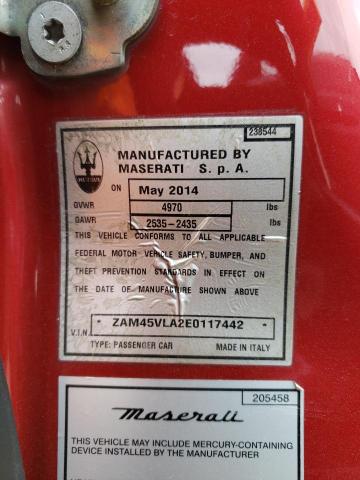 238544
MANUFACTURED BY
MASERATI S.p.A.
ON May 2014
GVWR 4970 lbs
GAWR 2535-2435 lbs
THIS VEHICLE CONFORMS TO ALL APPLICABLE
FEDERAL MOTOR VEHICLE SAFETY, BUMPER, AND
THEFT PREVENTION STANDARDS IN EFFECT ON
THE DATE OF MANUFACTURE SHOWN ABOVE
V.I.N. * ZAM45VLA2E0117442 *
TYPE: PASSENGER CAR MADE IN ITALY
205458
Maserati
THIS VEHICLE MAY INCLUDE MERCURY-CONTAINING
DEVICE INSTALLED BY THE MANUFACTURER